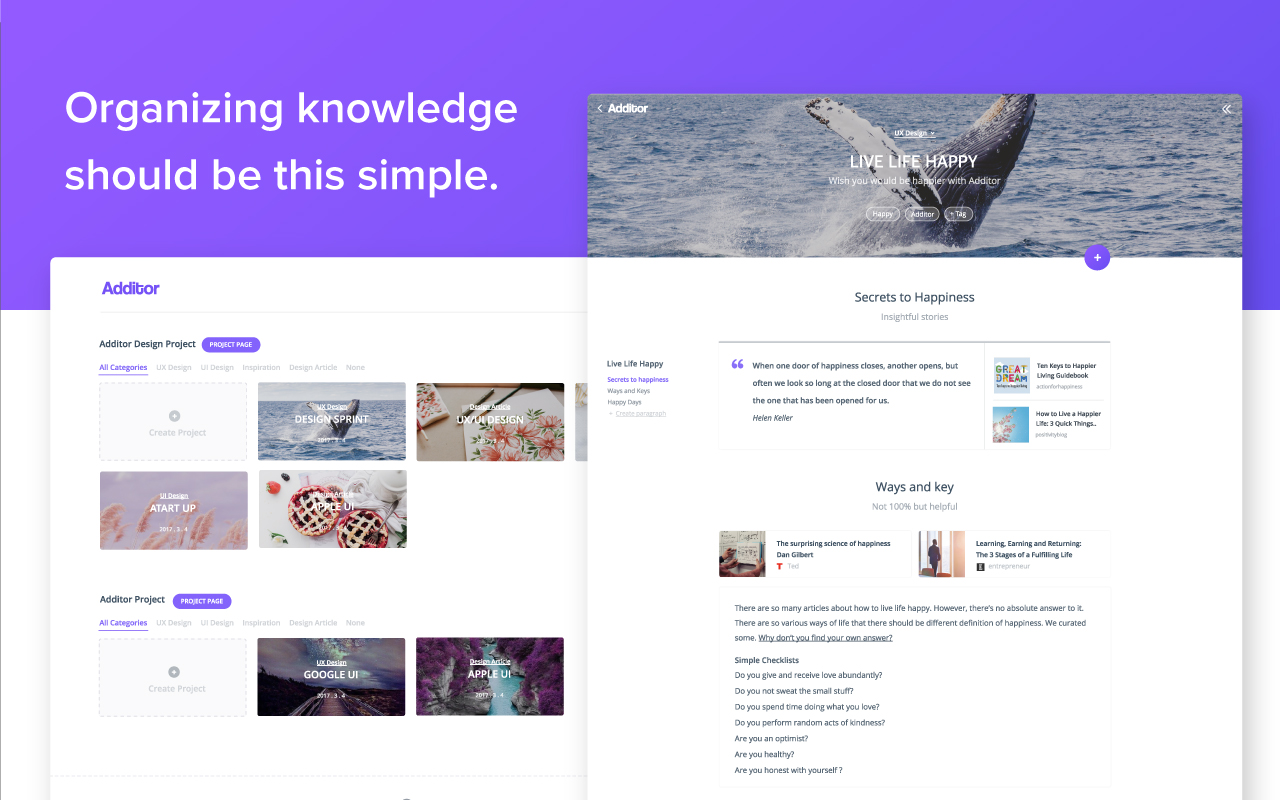 Organizing knowledge
should be this simple.
Additor
Additor Design Project
PROJECT PAGE
All Categories UX Design UI Design Inspiration Design Article None
Create Project
UX Design
DESIGN SPRINT
2017 . 3 . 4
Design Article
UX/UI DESIGN
2017 . 3 . 4
UI Design
ATART UP
2017 . 3 . 4
Design Article
APPLE UI
2017 . 3 . 4
Additor Project
PROJECT PAGE
All Categories UX Design UI Design Inspiration Design Article None
Create Project
UX Design
GOOGLE UI
2017 . 3 . 4
Design Article
APPLE UI
2017 . 3 . 4
Additor
UX Design
LIVE LIFE HAPPY
Wish you would be happier with Additor
Happy Additor + Tag
+
Secrets to Happiness
Insightful stories
Live Life Happy
Secrets to happiness
Ways and Keys
Happy Days
+ Create paragraph
When one door of happiness closes, another opens, but
often we look so long at the closed door that we do not see
the one that has been opened for us.
Helen Keller
GREAT
DREAM
Ten Keys to Happier
Living Guidebook
actionforhappiness
How to Live a Happier
Life: 3 Quick Things..
positivityblog
Ways and key
Not 100% but helpful
The surprising science of happiness
Dan Gilbert
T Ted
Learning, Earning and Returning:
The 3 Stages of a Fulfilling Life
E entrepreneur
There are so many articles about how to live life happy. However, there's no absolute answer to it.
There are so various ways of life that there should be different definition of happiness. We curated
some. Why don't you find your own answer?
Simple Checklists
Do you give and receive love abundantly?
Do you not sweat the small stuff?
Do you spend time doing what you love?
Do you perform random acts of kindness?
Are you an optimist?
Are you healthy?
Are you honest with yourself ?